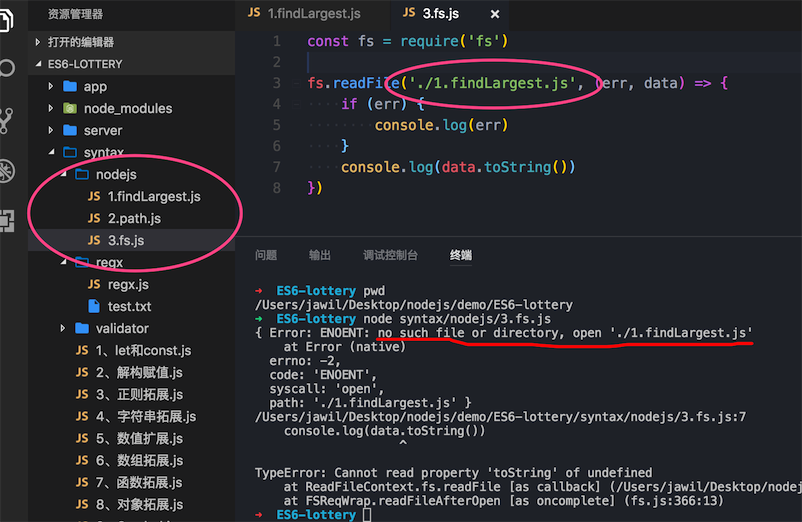 资源管理器
打开的编辑器
ES6-LOTTERY
app
node_modules
server
syntax
nodejs
JS 1.findLargest.js
JS 2.path.js
JS 3.fs.js
regx
JS regx.js
test.txt
validator
JS 1、let和const.js
JS 2、解构赋值.js
JS 3、正则拓展.js
JS 4、字符串拓展.js
JS 5、数值扩展.js
JS 6、数组拓展.js
JS 7、函数拓展.js
JS 8、对象拓展.js
JS 1.findLargest.js JS 3.fs.js ×
1 const fs = require('fs')
2
3 fs.readFile('./1.findLargest.js', (err, data) => {
4 if (err) {
5 console.log(err)
6 }
7 console.log(data.toString())
8 })
问题 输出 调试控制台 终端
→ ES6-lottery pwd
/Users/jawil/Desktop/nodejs/demo/ES6-lottery
→ ES6-lottery node syntax/nodejs/3.fs.js
{ Error: ENOENT: no such file or directory, open './1.findLargest.js'
at Error (native)
errno: -2,
code: 'ENOENT',
syscall: 'open',
path: './1.findLargest.js' }
/Users/jawil/Desktop/nodejs/demo/ES6-lottery/syntax/nodejs/3.fs.js:7
console.log(data.toString())
^
TypeError: Cannot read property 'toString' of undefined
at ReadFileContext.fs.readFile [as callback] (/Users/jawil/Desktop/nodej
at FSReqWrap.readFileAfterOpen [as oncomplete] (fs.js:366:13)
→ ES6-lottery